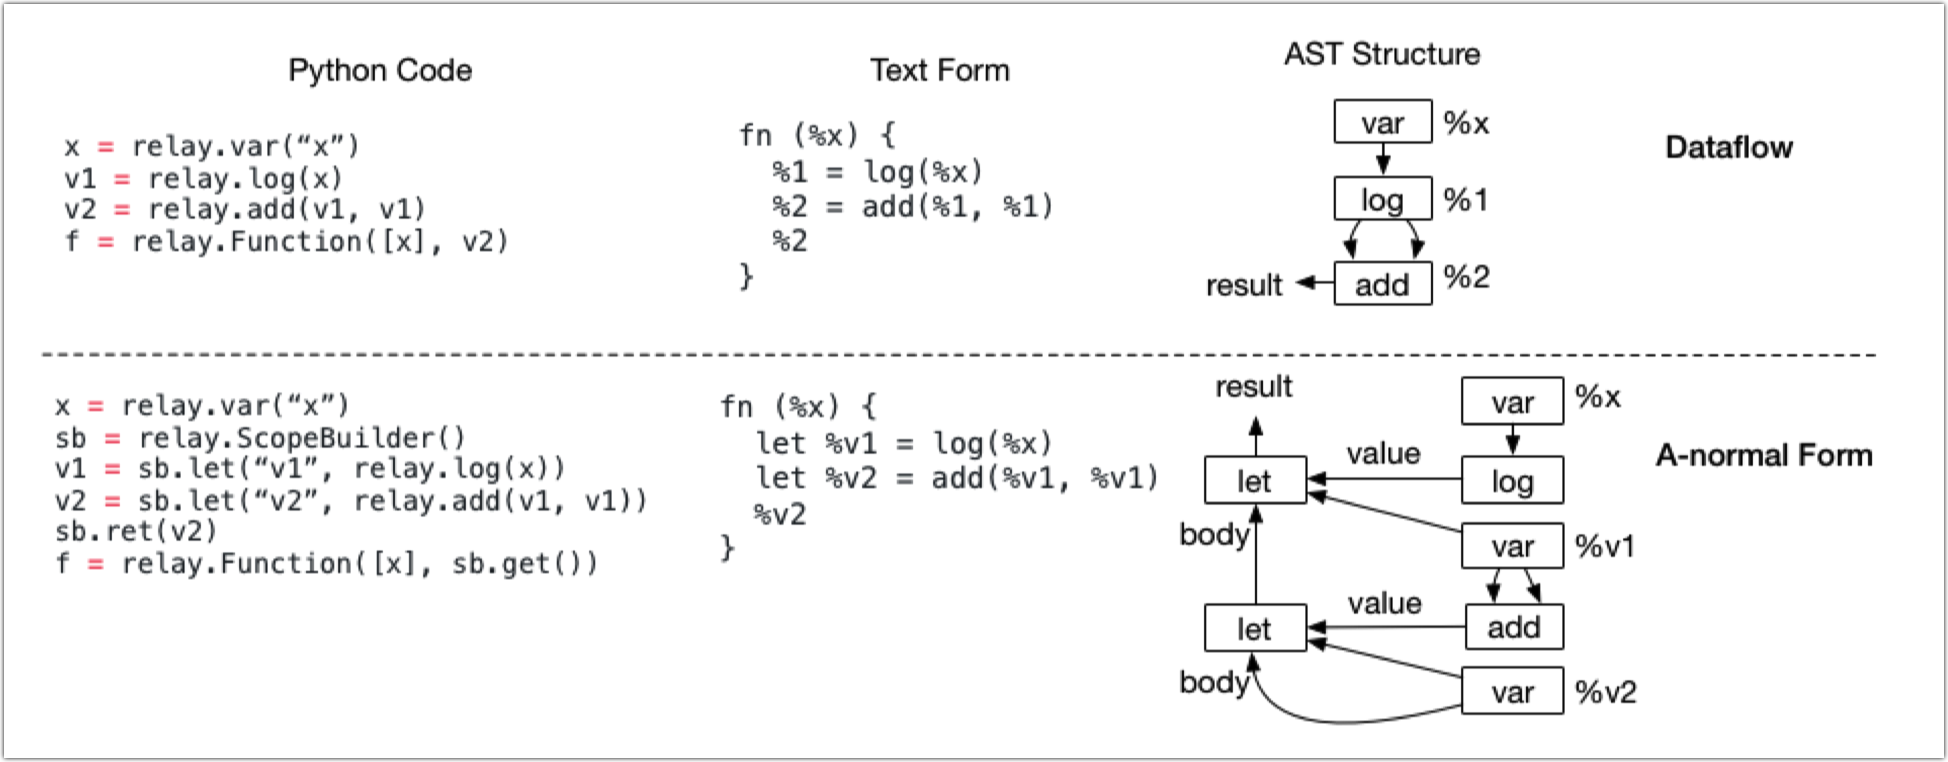 Python Code
Text Form
AST Structure
x = relay.var(“x”)
v1 = relay.log(x)
v2 = relay.add(v1, v1)
f = relay.Function([x], v2)
fn (%x) {
%1 = log(%x)
%2 = add(%1, %1)
%2
}
var %x
log %1
add %2
result
Dataflow
x = relay.var(“x”)
sb = relay.ScopeBuilder()
v1 = sb.let(“v1”, relay.log(x))
v2 = sb.let(“v2”, relay.add(v1, v1))
sb.ret(v2)
f = relay.Function([x], sb.get())
fn (%x) {
let %v1 = log(%x)
let %v2 = add(%v1, %v1)
%v2
}
result
var %x
let
value
log
body
var %v1
let
value
add
body
var %v2
A-normal Form